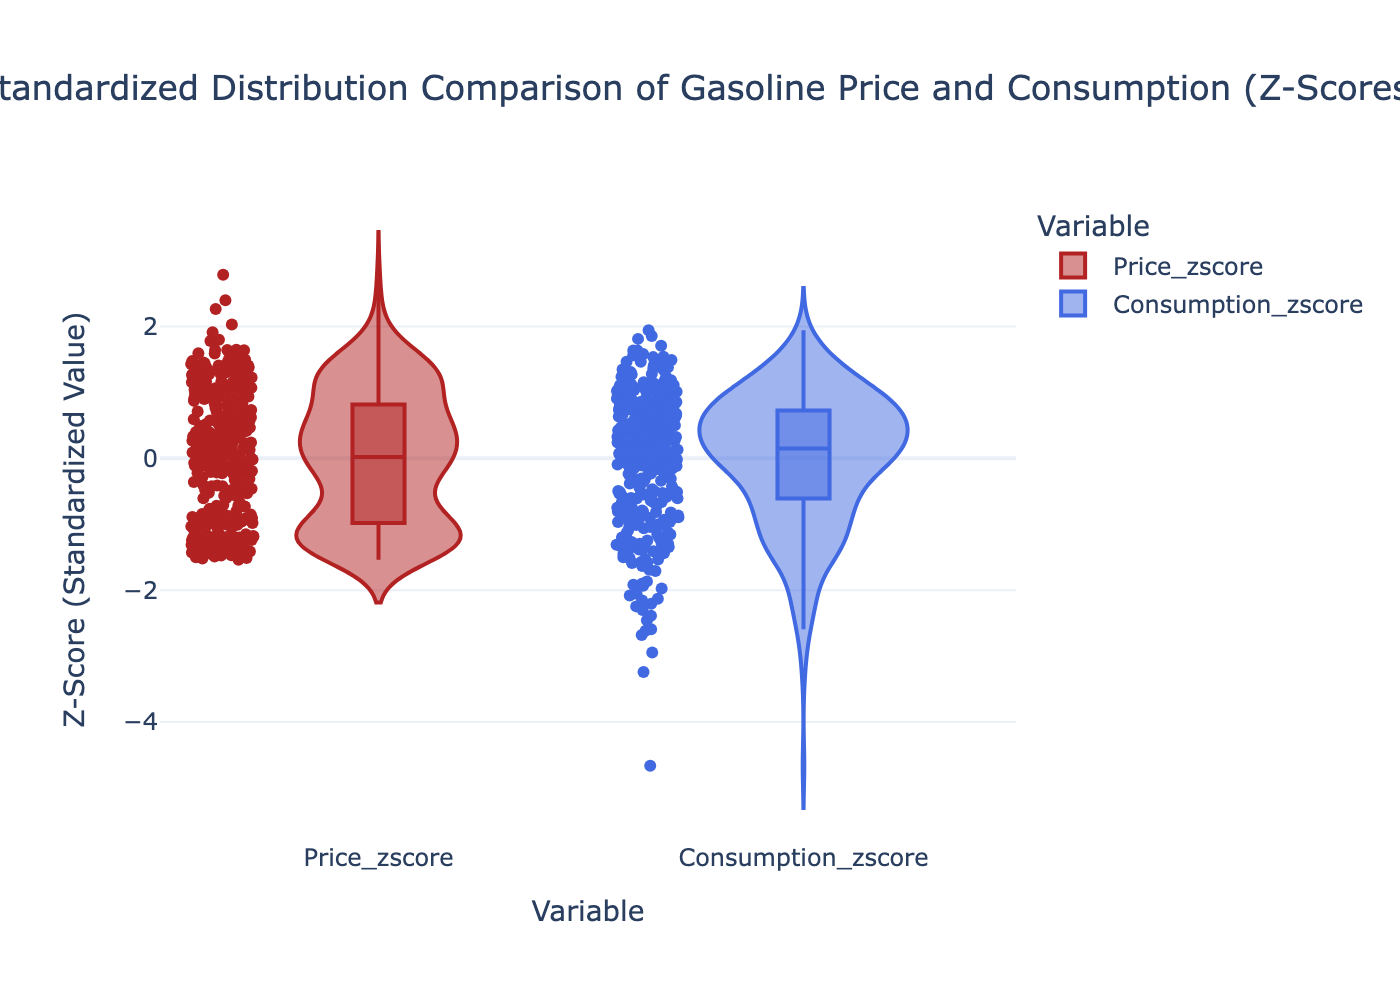 tandardized Distribution Comparison of Gasoline Price and Consumption (Z-Scores
Variable
Price_zscore
Consumption_zscore
Z-Score (Standardized Value)
2
0
−2
−4
Price_zscore
Consumption_zscore
Variable